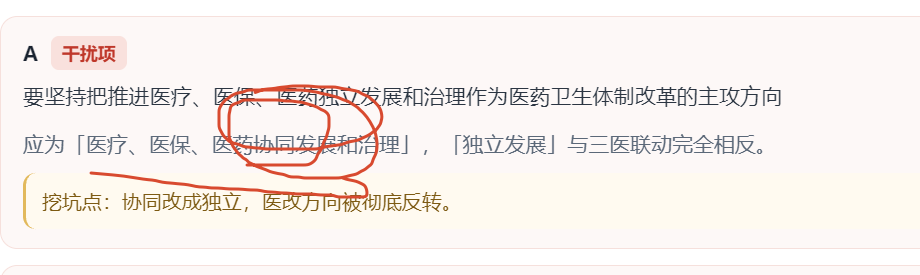 A 干扰项
要坚持把推进医疗、医保、医药独立发展和治理作为医药卫生体制改革的主攻方向
应为「医疗、医保、医药协同发展和治理」，「独立发展」与三医联动完全相反。
挖坑点：协同改成独立，医改方向被彻底反转。